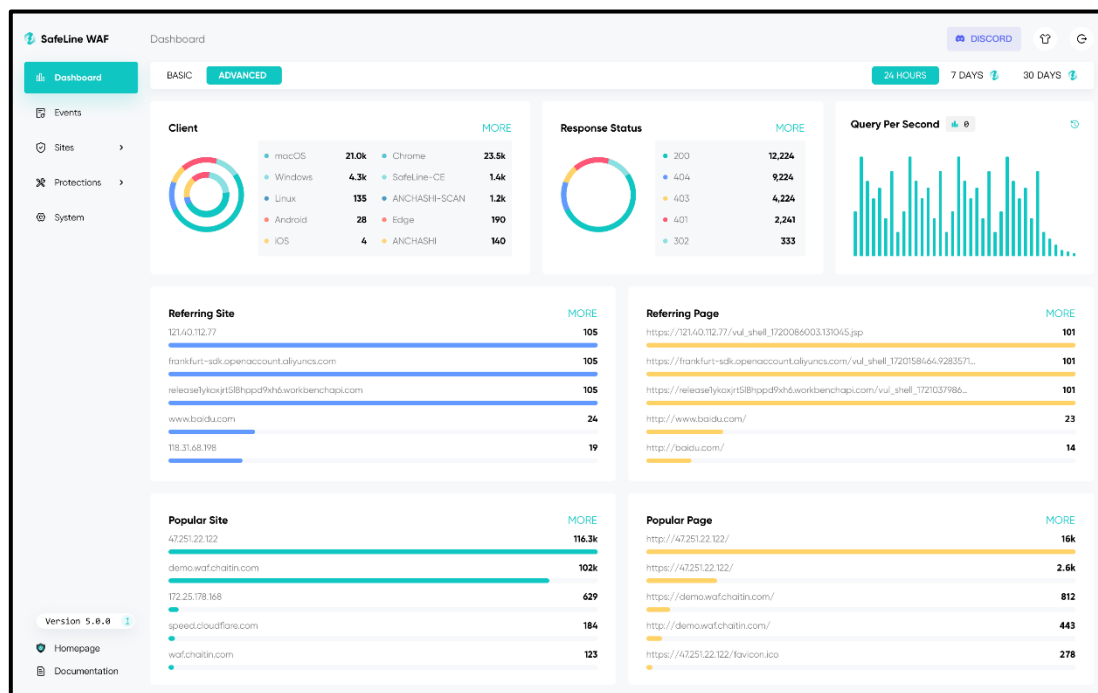 SafeLine WAF
Dashboard
DISCORD
Dashboard
Events
Sites
Protections
System
BASIC
ADVANCED
24 HOURS
7 DAYS
30 DAYS
Client
MORE
macOS 21.0k
Windows 4.3k
Linux 135
Android 28
iOS 4
Chrome 23.5k
SafeLine-CE 1.4k
ANCHASHI-SCAN 1.2k
Edge 190
ANCHASHI 140
Response Status
MORE
200 12,224
404 9,224
403 4,224
401 2,241
302 333
Query Per Second 0
Referring Site
MORE
121.40.112.77 105
frankfurt-sdk.openaccount.aliyuncs.com 105
release1ykoxjrt5l8hppd9xh6.workbenchapi.com 105
www.baidu.com 24
118.31.68.198 19
Referring Page
MORE
https://121.40.112.77/vul_shell_1720086003.131045.jsp 101
https://frankfurt-sdk.openaccount.aliyuncs.com/vul_shell_1720158464.9283571... 101
https://release1ykoxjrt5l8hppd9xh6.workbenchapi.com/vul_shell_1721037986... 101
http://www.baidu.com/ 23
http://baidu.com/ 14
Popular Site
MORE
47.251.22.122 116.3k
demo.waf.chaitin.com 102k
172.25.178.168 629
speed.cloudflare.com 184
waf.chaitin.com 123
Popular Page
MORE
http://47.251.22.122/ 16k
https://47.251.22.122/ 2.6k
https://demo.waf.chaitin.com/ 812
http://demo.waf.chaitin.com/ 443
https://47.251.22.122/favicon.ico 278
Version 5.0.0
Homepage
Documentation